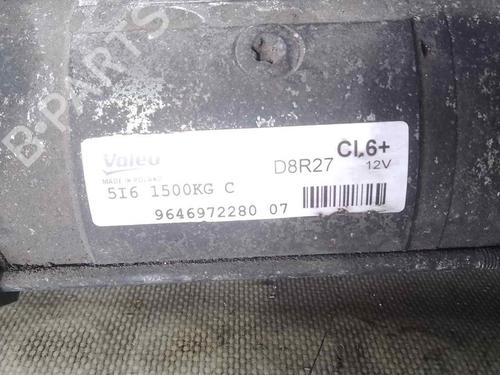 B-PARTS
Valeo
MADE IN POLAND
D8R27
CL6+
12V
5I6 1500KG C
9646972280 07